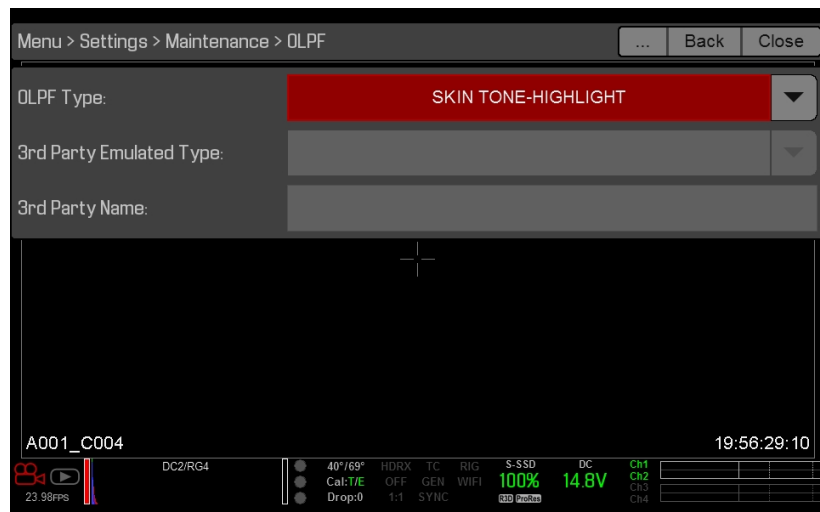 Menu > Settings > Maintenance > OLPF ... Back Close
OLPF Type: SKIN TONE-HIGHLIGHT
3rd Party Emulated Type:
3rd Party Name:
A001_C004 19:56:29:10
DC2/RG4 40°/69° HDRX TC RIG S-SSD DC Ch1
Cal:T/E OFF GEN WIFI 100% 14.8V Ch2
Ch3
23.98FPS Drop:0 1:1 SYNC R3D ProRes Ch4